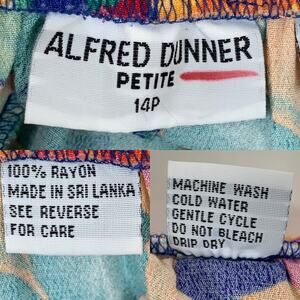 ALFRED DUNNER
PETITE
14P
100% RAYON
MADE IN SRI LANKA
SEE REVERSE
FOR CARE
MACHINE WASH
COLD WATER
GENTLE CYCLE
DO NOT BLEACH
DRIP DRY